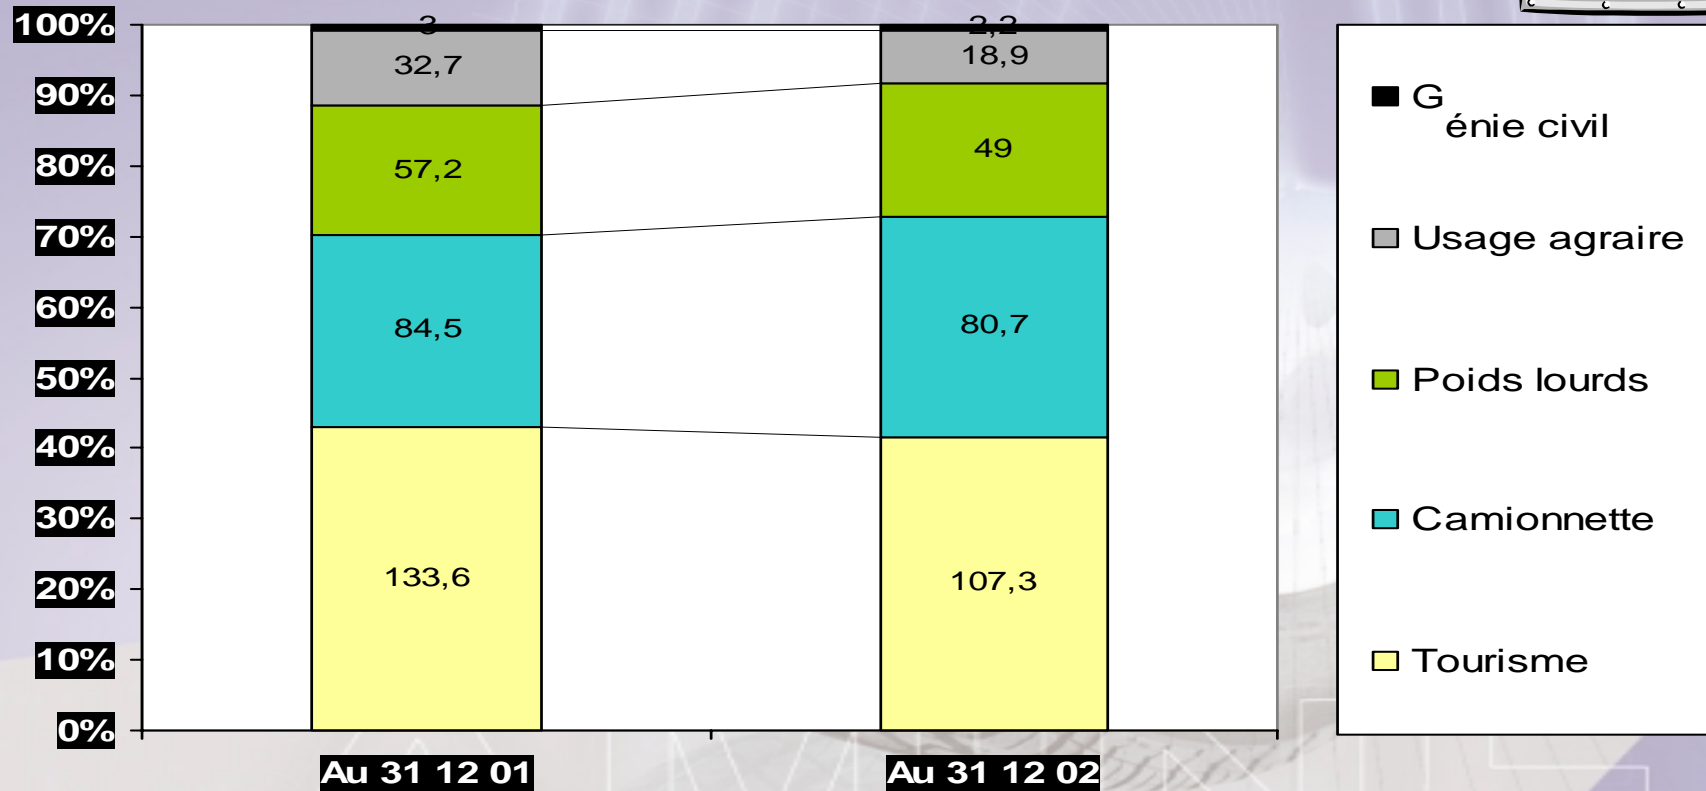 100%
90%
80%
70%
60%
50%
40%
30%
20%
10%
0%
3
32,7
57,2
84,5
133,6
2,2
18,9
49
80,7
107,3
Au 31 12 01
Au 31 12 02
G
énie civil
Usage agraire
Poids lourds
Camionnette
Tourisme